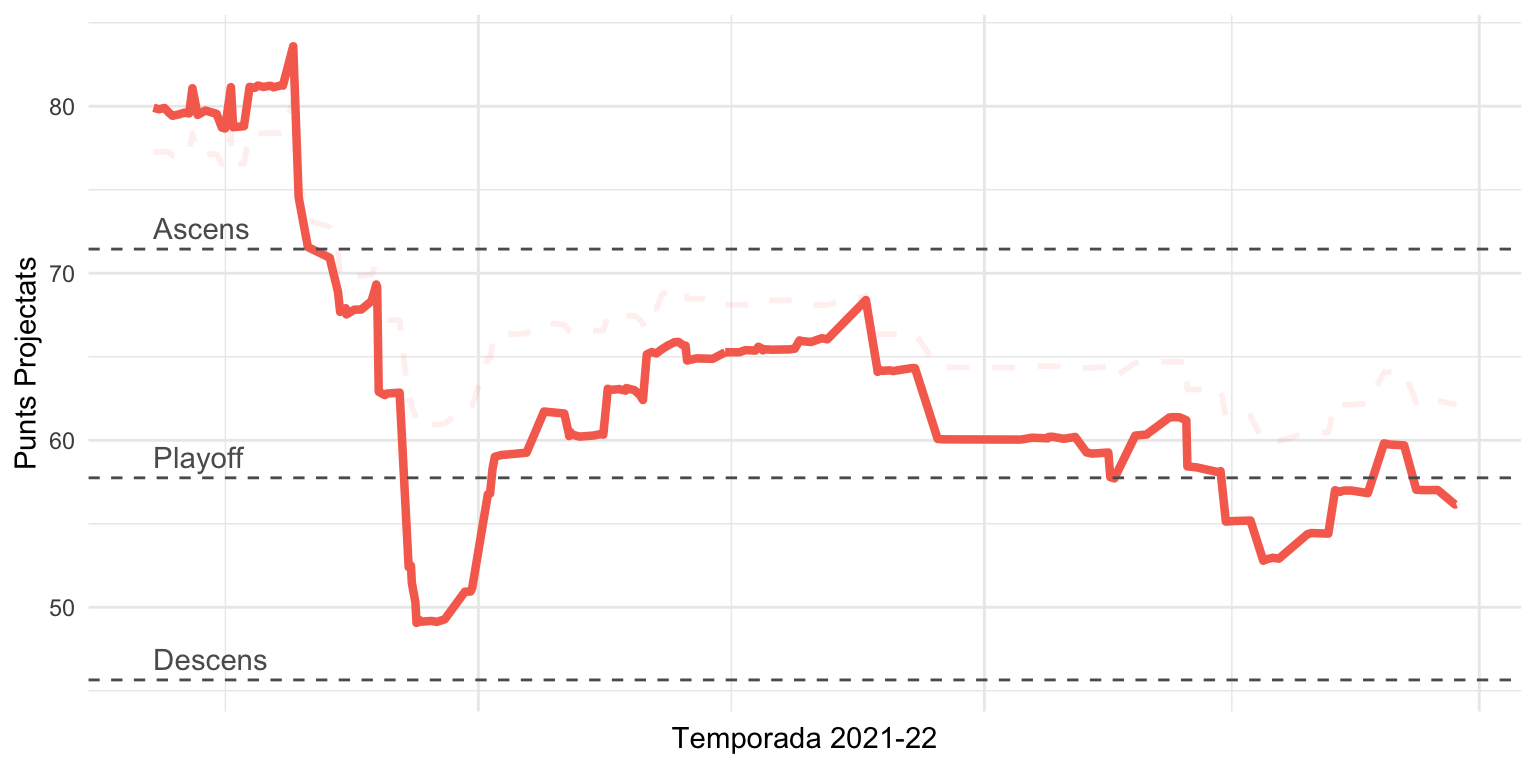 Punts Projectats
80
70
60
50
Ascens
Playoff
Descens
Temporada 2021-22